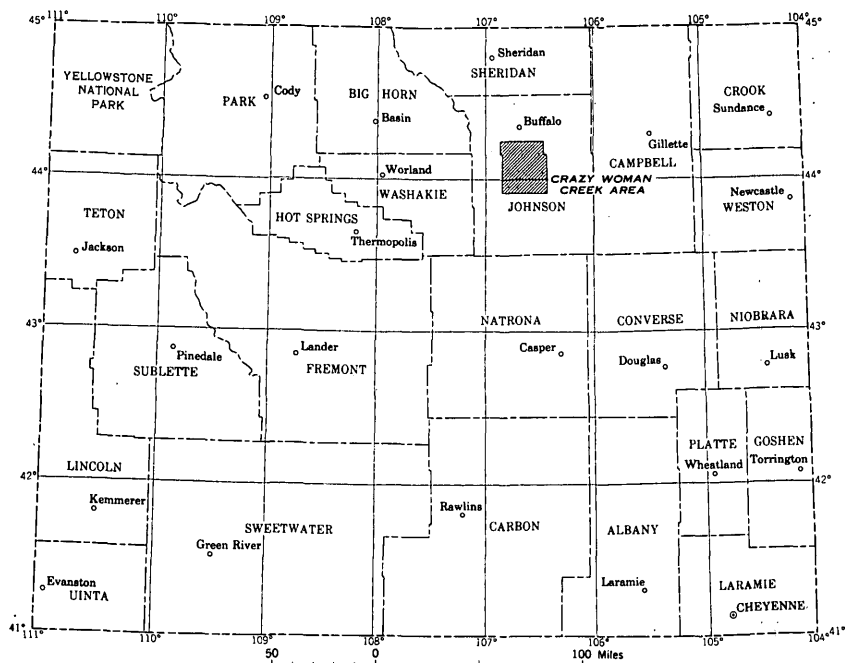 45° 111° 110° 109° 108° 107° 106° 105° 104° 45°
Sheridan
SHERIDAN
YELLOWSTONE
NATIONAL
PARK
PARK
Cody
BIG HORN
Basin
Buffalo
CROOK
Sundance
Gillette
CAMPBELL
44°
44°
Worland
WASHAKIE
CRAZY WOMAN
CREEK AREA
JOHNSON
Newcastle
WESTON
TETON
Jackson
HOT SPRINGS
Thermopolis
43°
43°
NATRONA
CONVERSE
NIOBRARA
Pinedale
SUBLETTE
Lander
FREMONT
Casper
Douglas
Lusk
PLATTE
Wheatland
GOSHEN
Torrington
42°
42°
LINCOLN
Kemmerer
SWEETWATER
Green River
Rawlins
CARBON
ALBANY
Evanston
UINTA
Laramie
LARAMIE
CHEYENNE
41° 111° 110° 109° 108° 107° 106° 105° 104° 41°
50 0 100 Miles